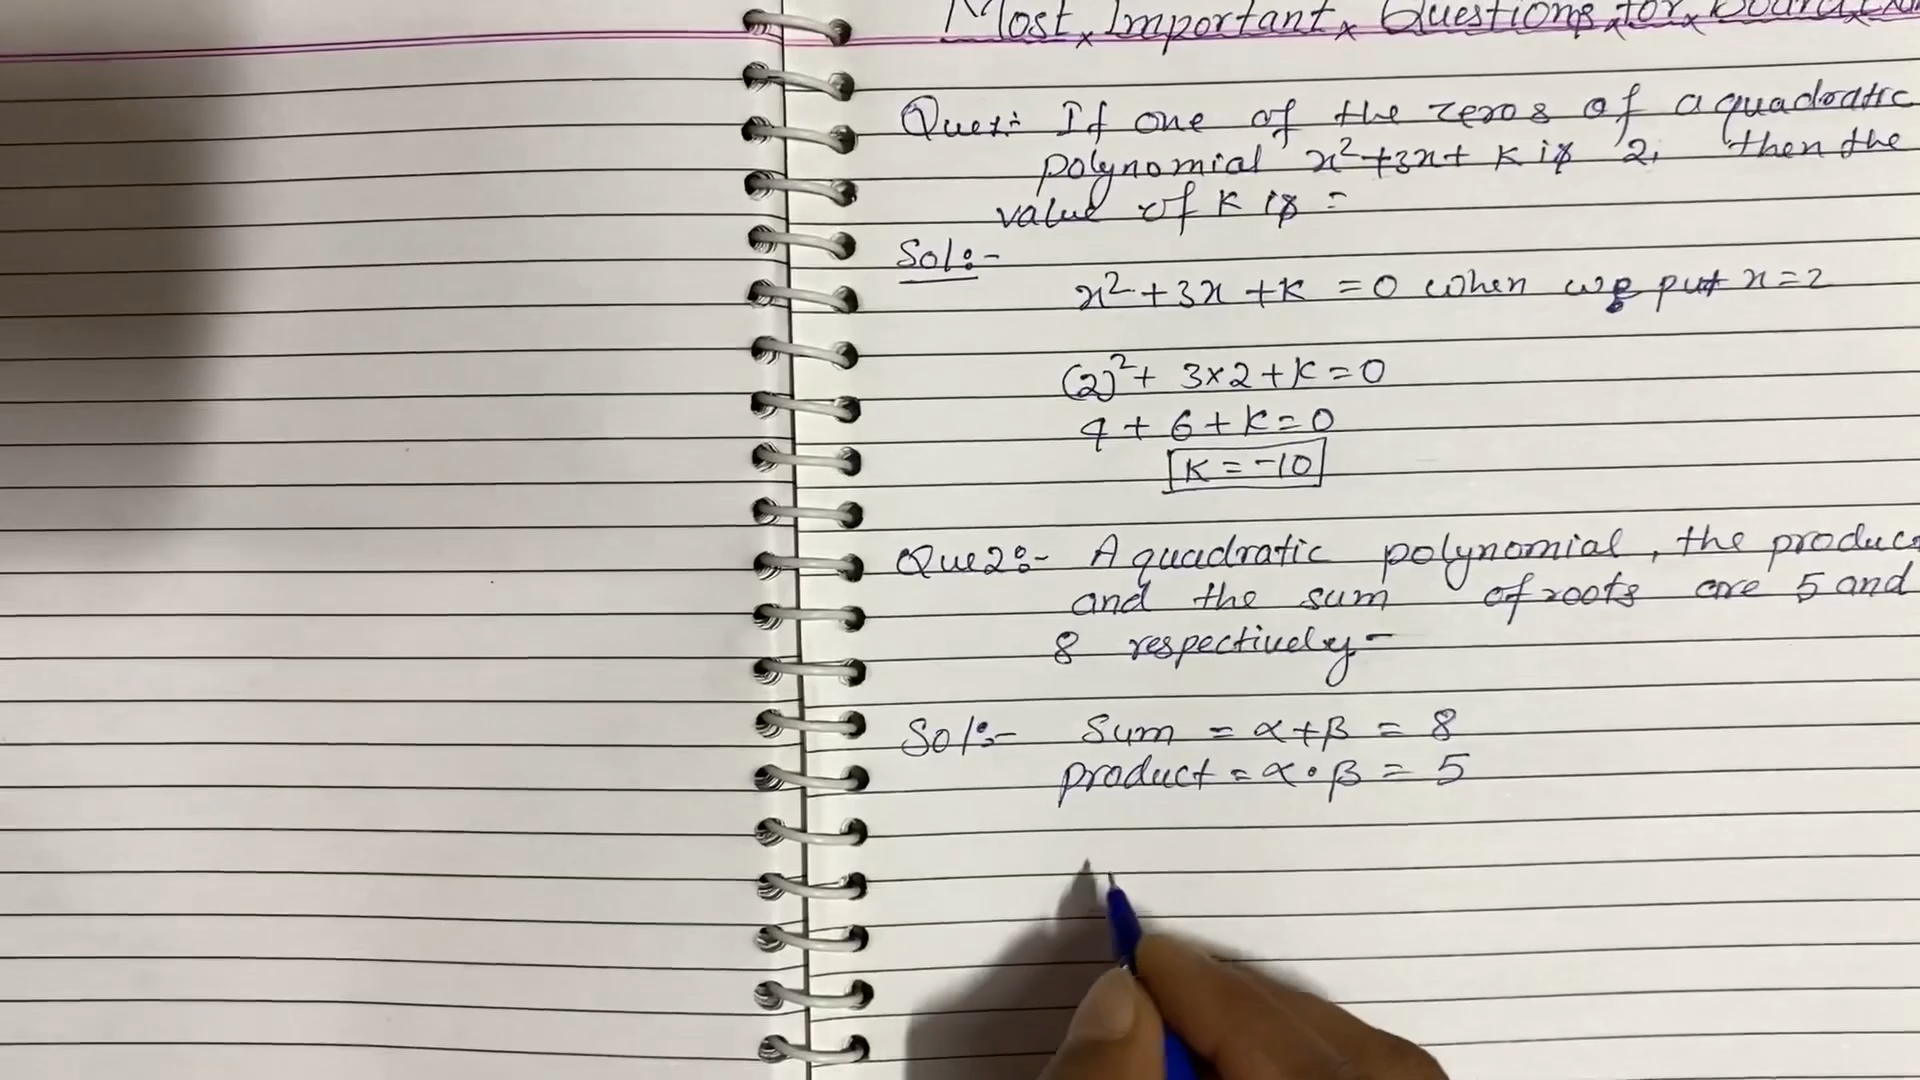 Most Important Questions for Board
Que1:- If one of the zeros of a quadratic
polynomial x²+3x+ K is 2, then the
value of K is =
Sol:-
x²+3x+K = 0 when we put x=2
(2)²+ 3×2+K=0
4+6+K=0
K=-10
Que2:- A quadratic polynomial, the produc
and the sum of roots are 5 and
8 respectively-
Sol:- Sum = α+β = 8
product = α·β = 5